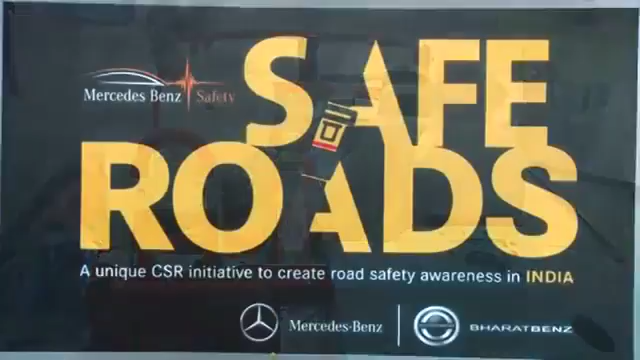 SAFE
Mercedes Benz Safety
ROADS
A unique CSR initiative to create road safety awareness in INDIA
Mercedes-Benz BHARATBENZ